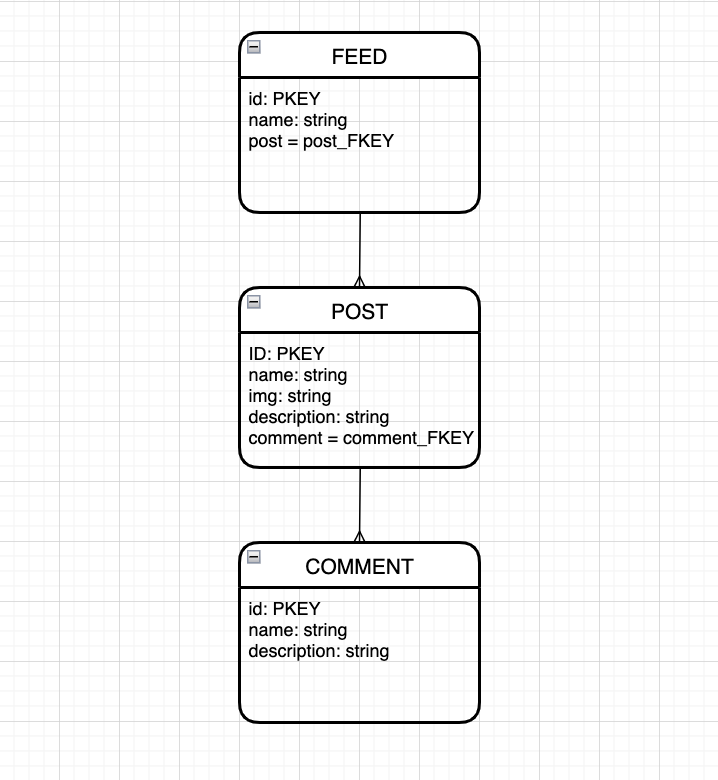 FEED
id: PKEY
name: string
post = post_FKEY
POST
ID: PKEY
name: string
img: string
description: string
comment = comment_FKEY
COMMENT
id: PKEY
name: string
description: string